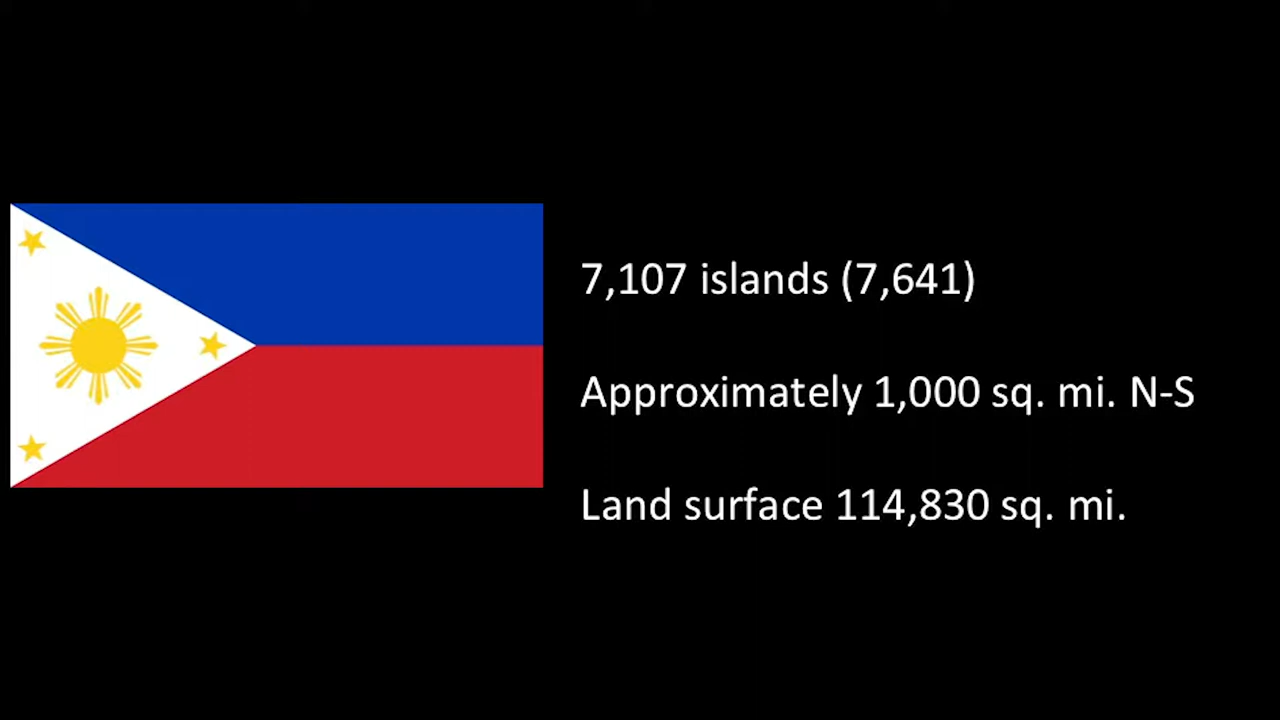 7,107 islands (7,641)
Approximately 1,000 sq. mi. N-S
Land surface 114,830 sq. mi.